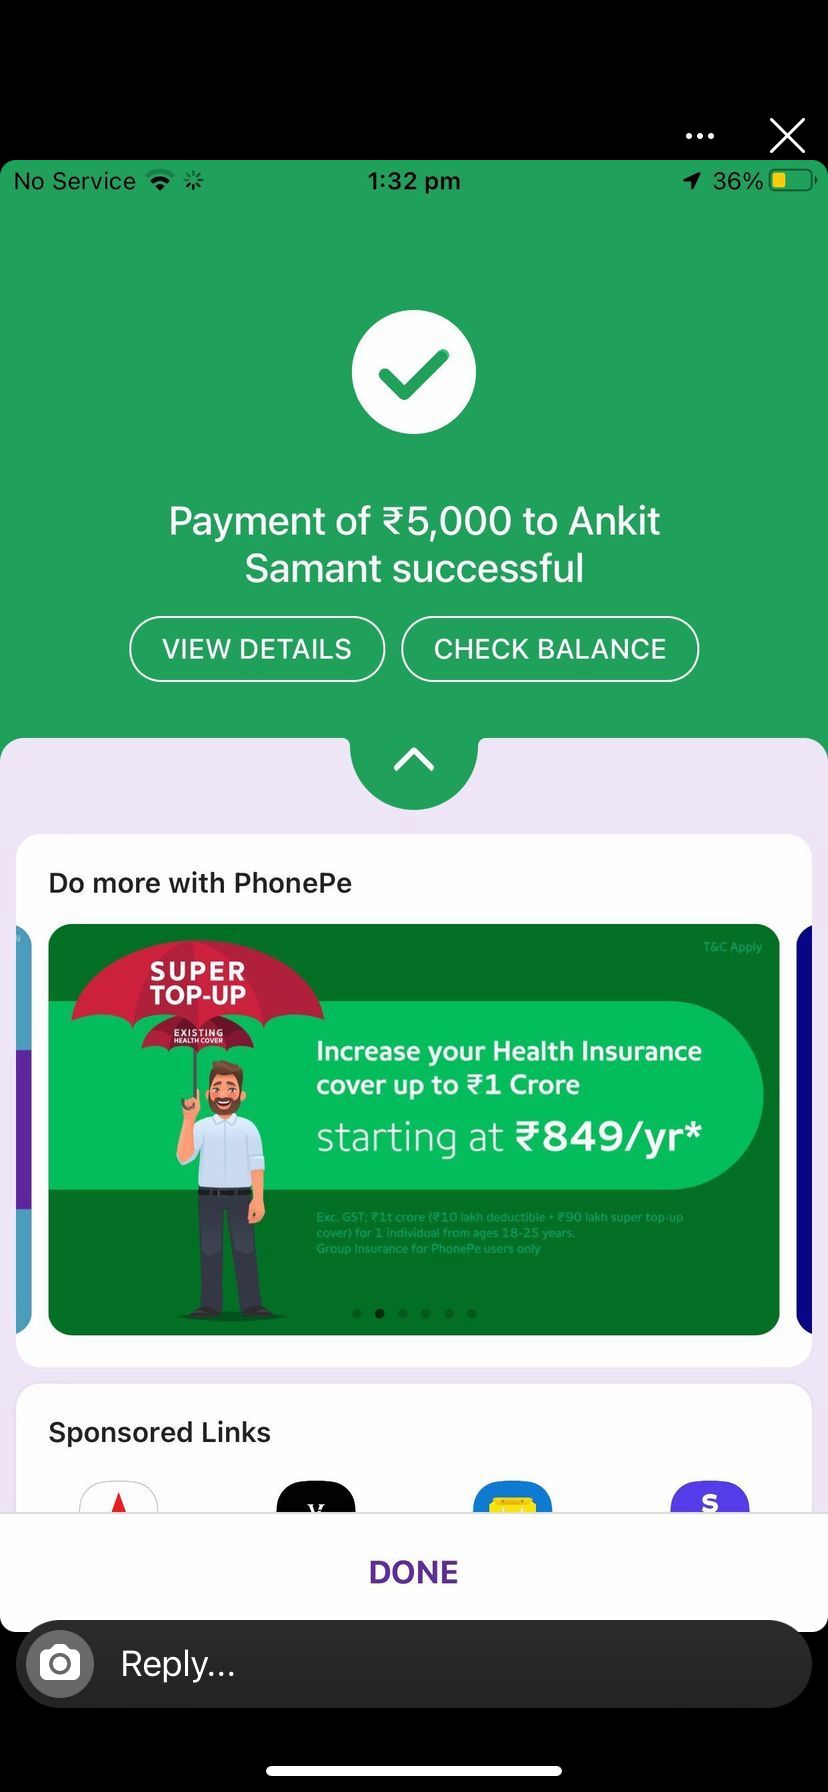 No Service 1:32 pm 36%
Payment of ₹5,000 to Ankit
Samant successful
VIEW DETAILS CHECK BALANCE
Do more with PhonePe
T&C Apply
SUPER
TOP-UP
EXISTING
HEALTH COVER
Increase your Health Insurance
cover up to ₹1 Crore
starting at ₹849/yr*
Exc. GST; ₹1t crore (₹10 lakh deductible + ₹90 lakh super top-up
cover) for 1 individual from ages 18-25 years.
Group Insurance for PhonePe users only
Sponsored Links
S
DONE
Reply...